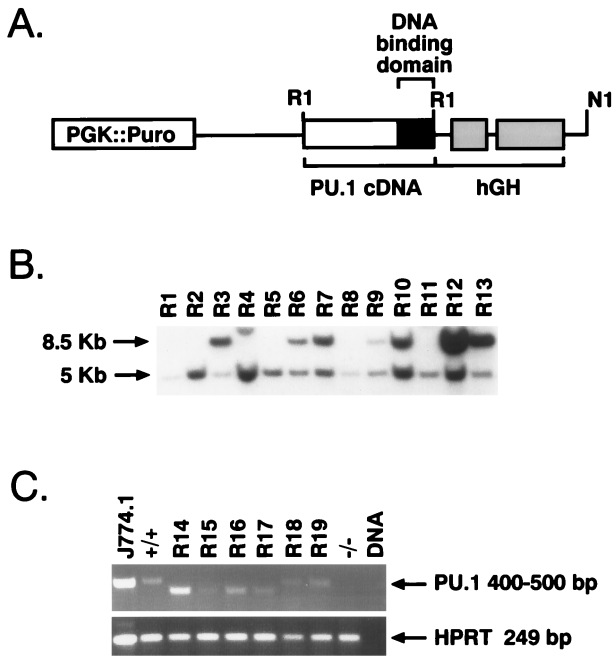 A.
DNA
binding
domain
R1
R1
N1
PGK::Puro
PU.1 cDNA
hGH
B.
R1 R2 R3 R4 R5 R6 R7 R8 R9 R10 R11 R12 R13
8.5 Kb
5 Kb
C.
J774.1 +/+ R14 R15 R16 R17 R18 R19 -/- DNA
PU.1 400-500 bp
HPRT 249 bp